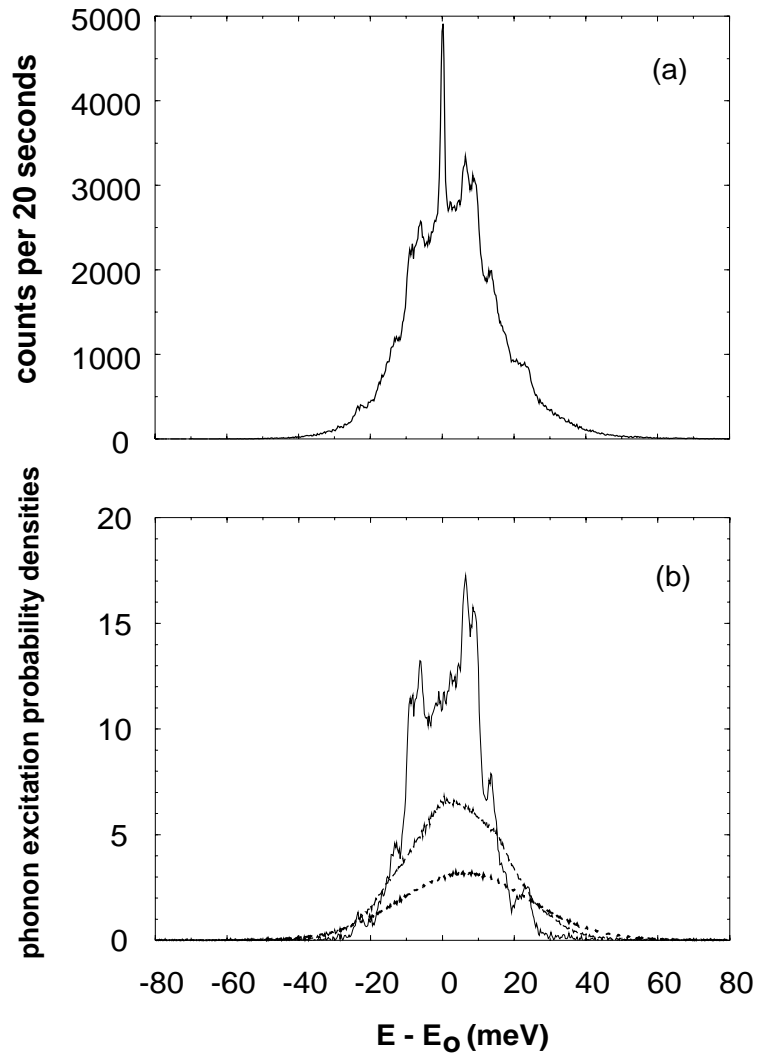 5000
4000
3000
2000
1000
0
counts per 20 seconds
(a)
20
15
10
5
0
phonon excitation probability densities
(b)
-80 -60 -40 -20 0 20 40 60 80
E - Eo (meV)